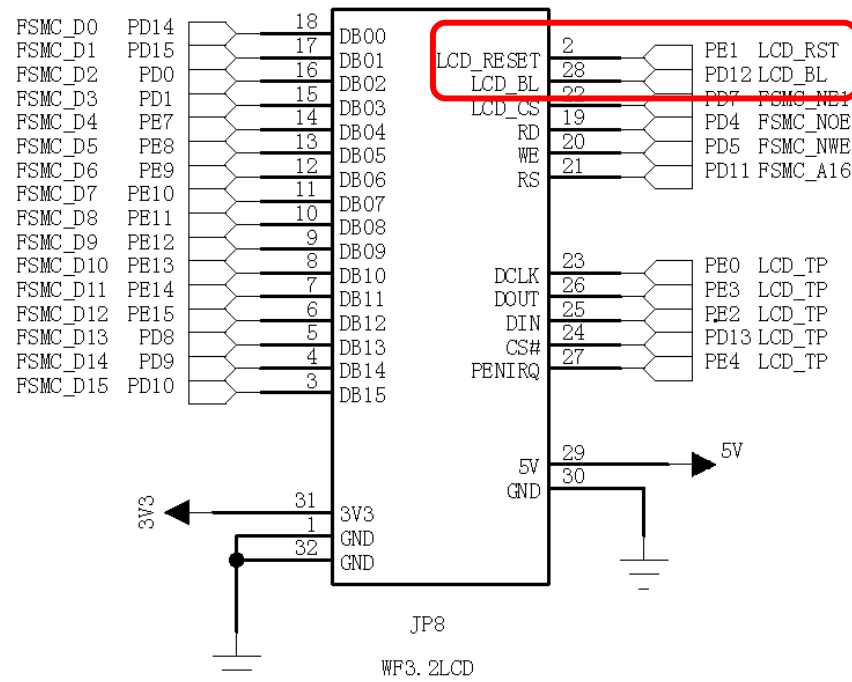 FSMC_D0 PD14 18 DB00
FSMC_D1 PD15 17 DB01
FSMC_D2 PD0 16 DB02
FSMC_D3 PD1 15 DB03
FSMC_D4 PE7 14 DB04
FSMC_D5 PE8 13 DB05
FSMC_D6 PE9 12 DB06
FSMC_D7 PE10 11 DB07
FSMC_D8 PE11 10 DB08
FSMC_D9 PE12 9 DB09
FSMC_D10 PE13 8 DB10
FSMC_D11 PE14 7 DB11
FSMC_D12 PE15 6 DB12
FSMC_D13 PD8 5 DB13
FSMC_D14 PD9 4 DB14
FSMC_D15 PD10 3 DB15
3V3 31 3V3
1 GND
32 GND
LCD_RESET 2 PE1 LCD_RST
LCD_BL 28 PD12 LCD_BL
LCD_CS 22 PD7 FSMC_NE1
RD 19 PD4 FSMC_NOE
WE 20 PD5 FSMC_NWE
RS 21 PD11 FSMC_A16
DCLK 23 PE0 LCD_TP
DOUT 26 PE3 LCD_TP
DIN 25 PE2 LCD_TP
CS# 24 PD13 LCD_TP
PENIRQ 27 PE4 LCD_TP
5V 29 5V
GND 30
JP8
WF3.2LCD